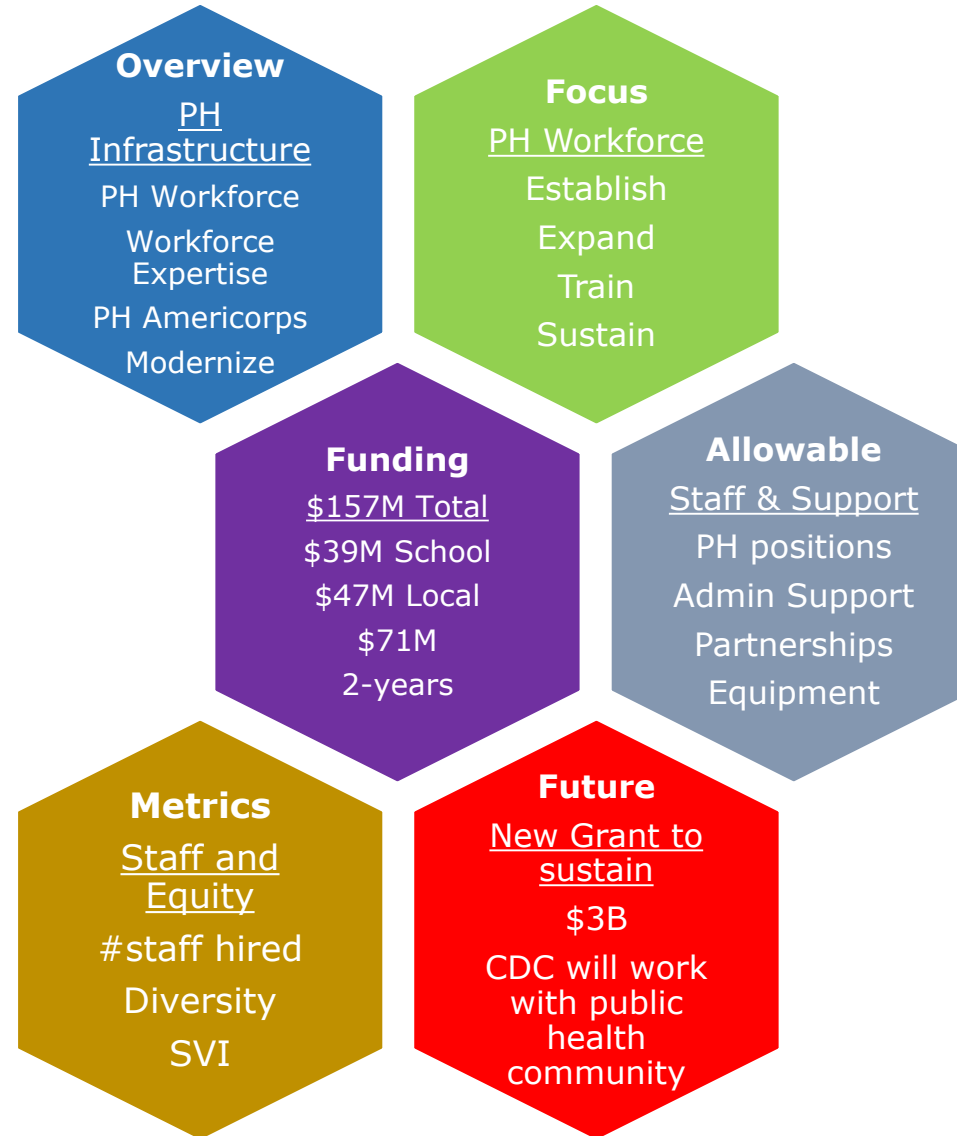 Overview
PH
Infrastructure
PH Workforce
Workforce
Expertise
PH Americorps
Modernize
Focus
PH Workforce
Establish
Expand
Train
Sustain
Funding
$157M Total
$39M School
$47M Local
$71M
2-years
Allowable
Staff & Support
PH positions
Admin Support
Partnerships
Equipment
Metrics
Staff and
Equity
#staff hired
Diversity
SVI
Future
New Grant to
sustain
$3B
CDC will work
with public
health
community